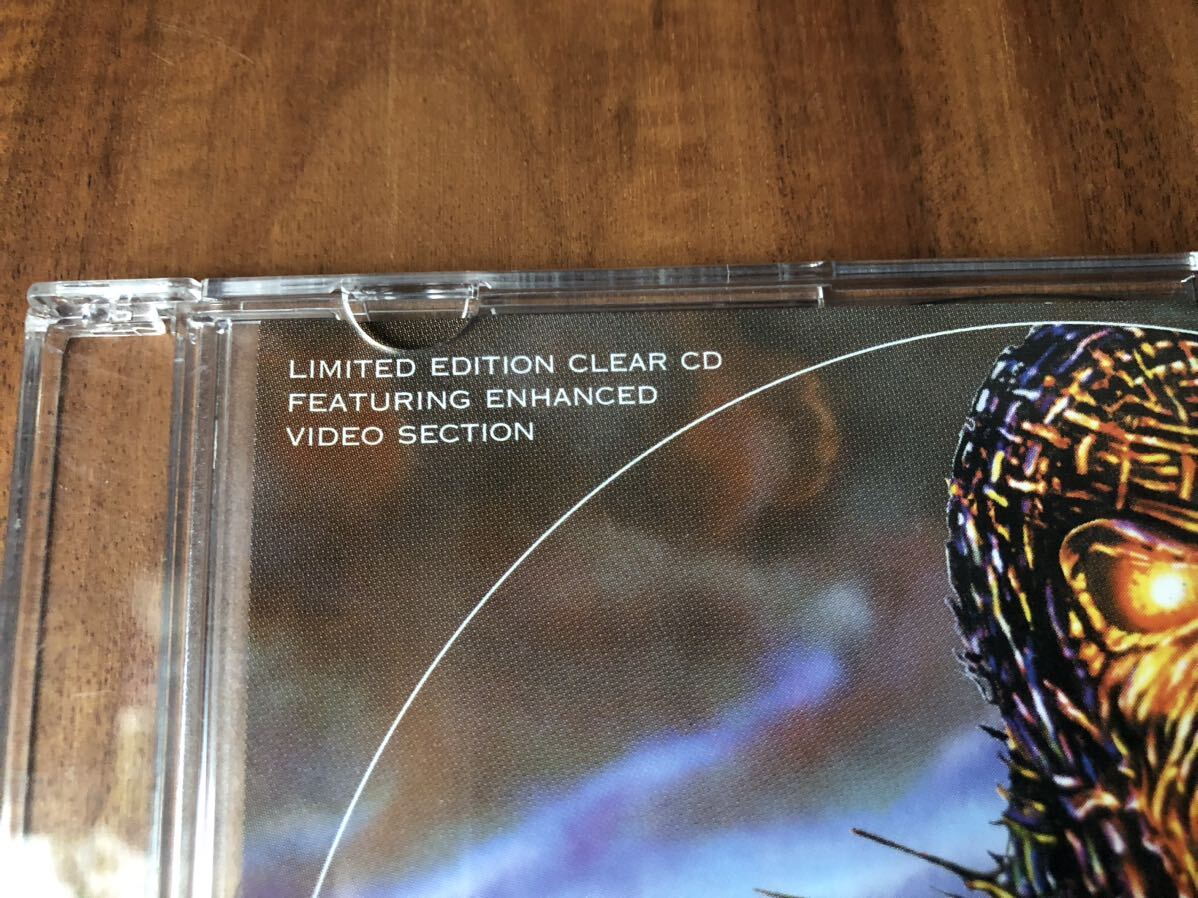 LIMITED EDITION CLEAR CD
FEATURING ENHANCED
VIDEO SECTION